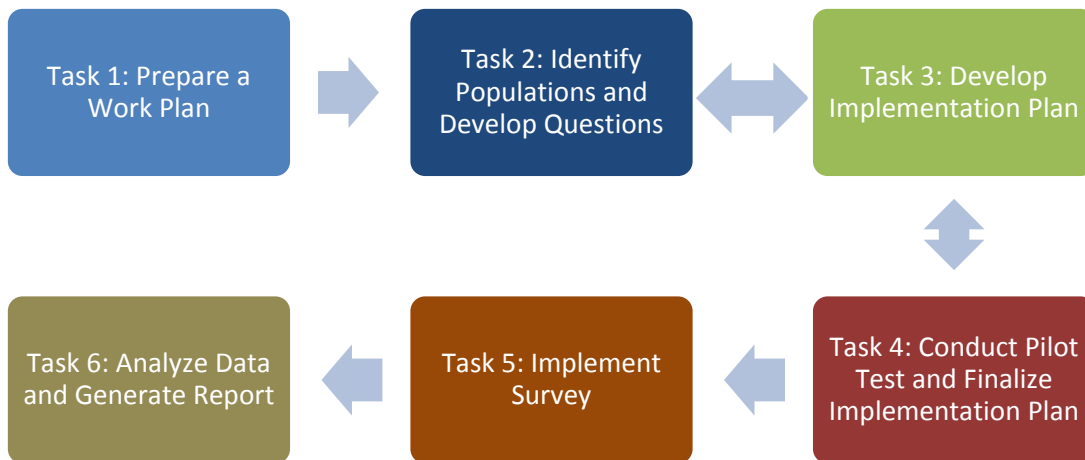 Task 1: Prepare a
Work Plan
Task 2: Identify
Populations and
Develop Questions
Task 3: Develop
Implementation Plan
Task 6: Analyze Data
and Generate Report
Task 5: Implement
Survey
Task 4: Conduct Pilot
Test and Finalize
Implementation Plan